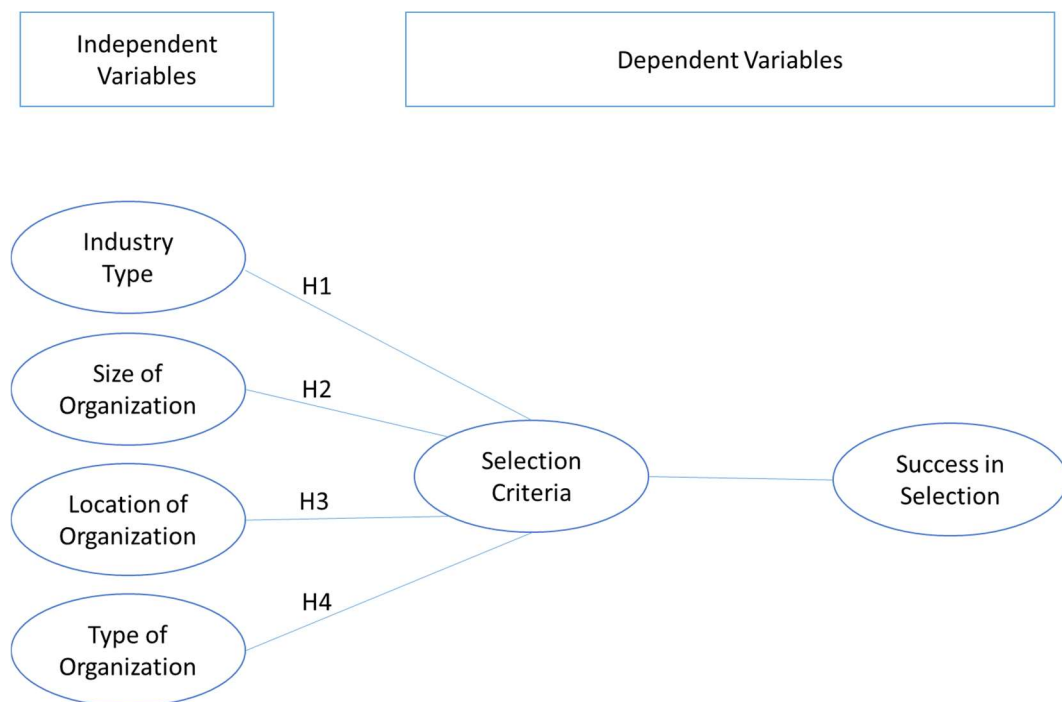 Independent
Variables
Dependent Variables
Industry
Type
H1
Size of
Organization
H2
Selection
Criteria
Success in
Selection
Location of
Organization
H3
Type of
Organization
H4